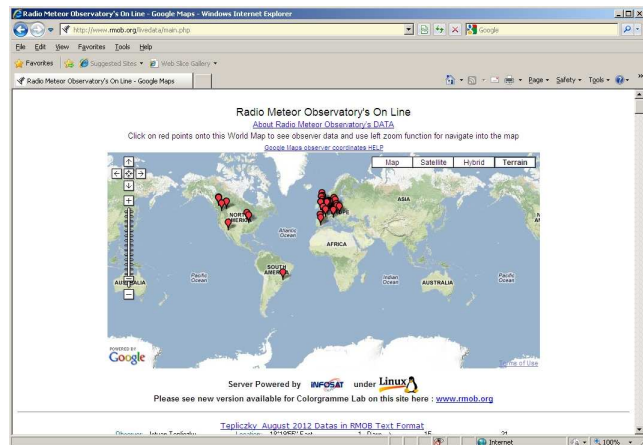 Radio Meteor Observatory's On Line - Google Maps - Windows Internet Explorer
http://www.rmob.org/livedata/main.php
Google
File Edit View Favorites Tools Help
Favorites Suggested Sites Web Slice Gallery
Radio Meteor Observatory's On Line - Google Maps
Page Safety Tools
Radio Meteor Observatory's On Line
About Radio Meteor Observatory's DATA
Click on red points onto this World Map to see observer data and use left zoom function for navigate into the map
Google Maps observer coordinates HELP
Map Satellite Hybrid Terrain
ASIA
Atlantic Ocean
AFRICA
Pacific Ocean
Indian Ocean
Pacific Ocean
AUSTRALIA
AUSTRALIA
SOUTH AMERICA
POWERED BY
Google
Terms of Use
Server Powered by INFOSAT under Linux
Please see new version available for Colorgramme Lab on this site here : www.rmob.org
Tepliczky August 2012 Datas in RMOB Text Format
Internet 100%